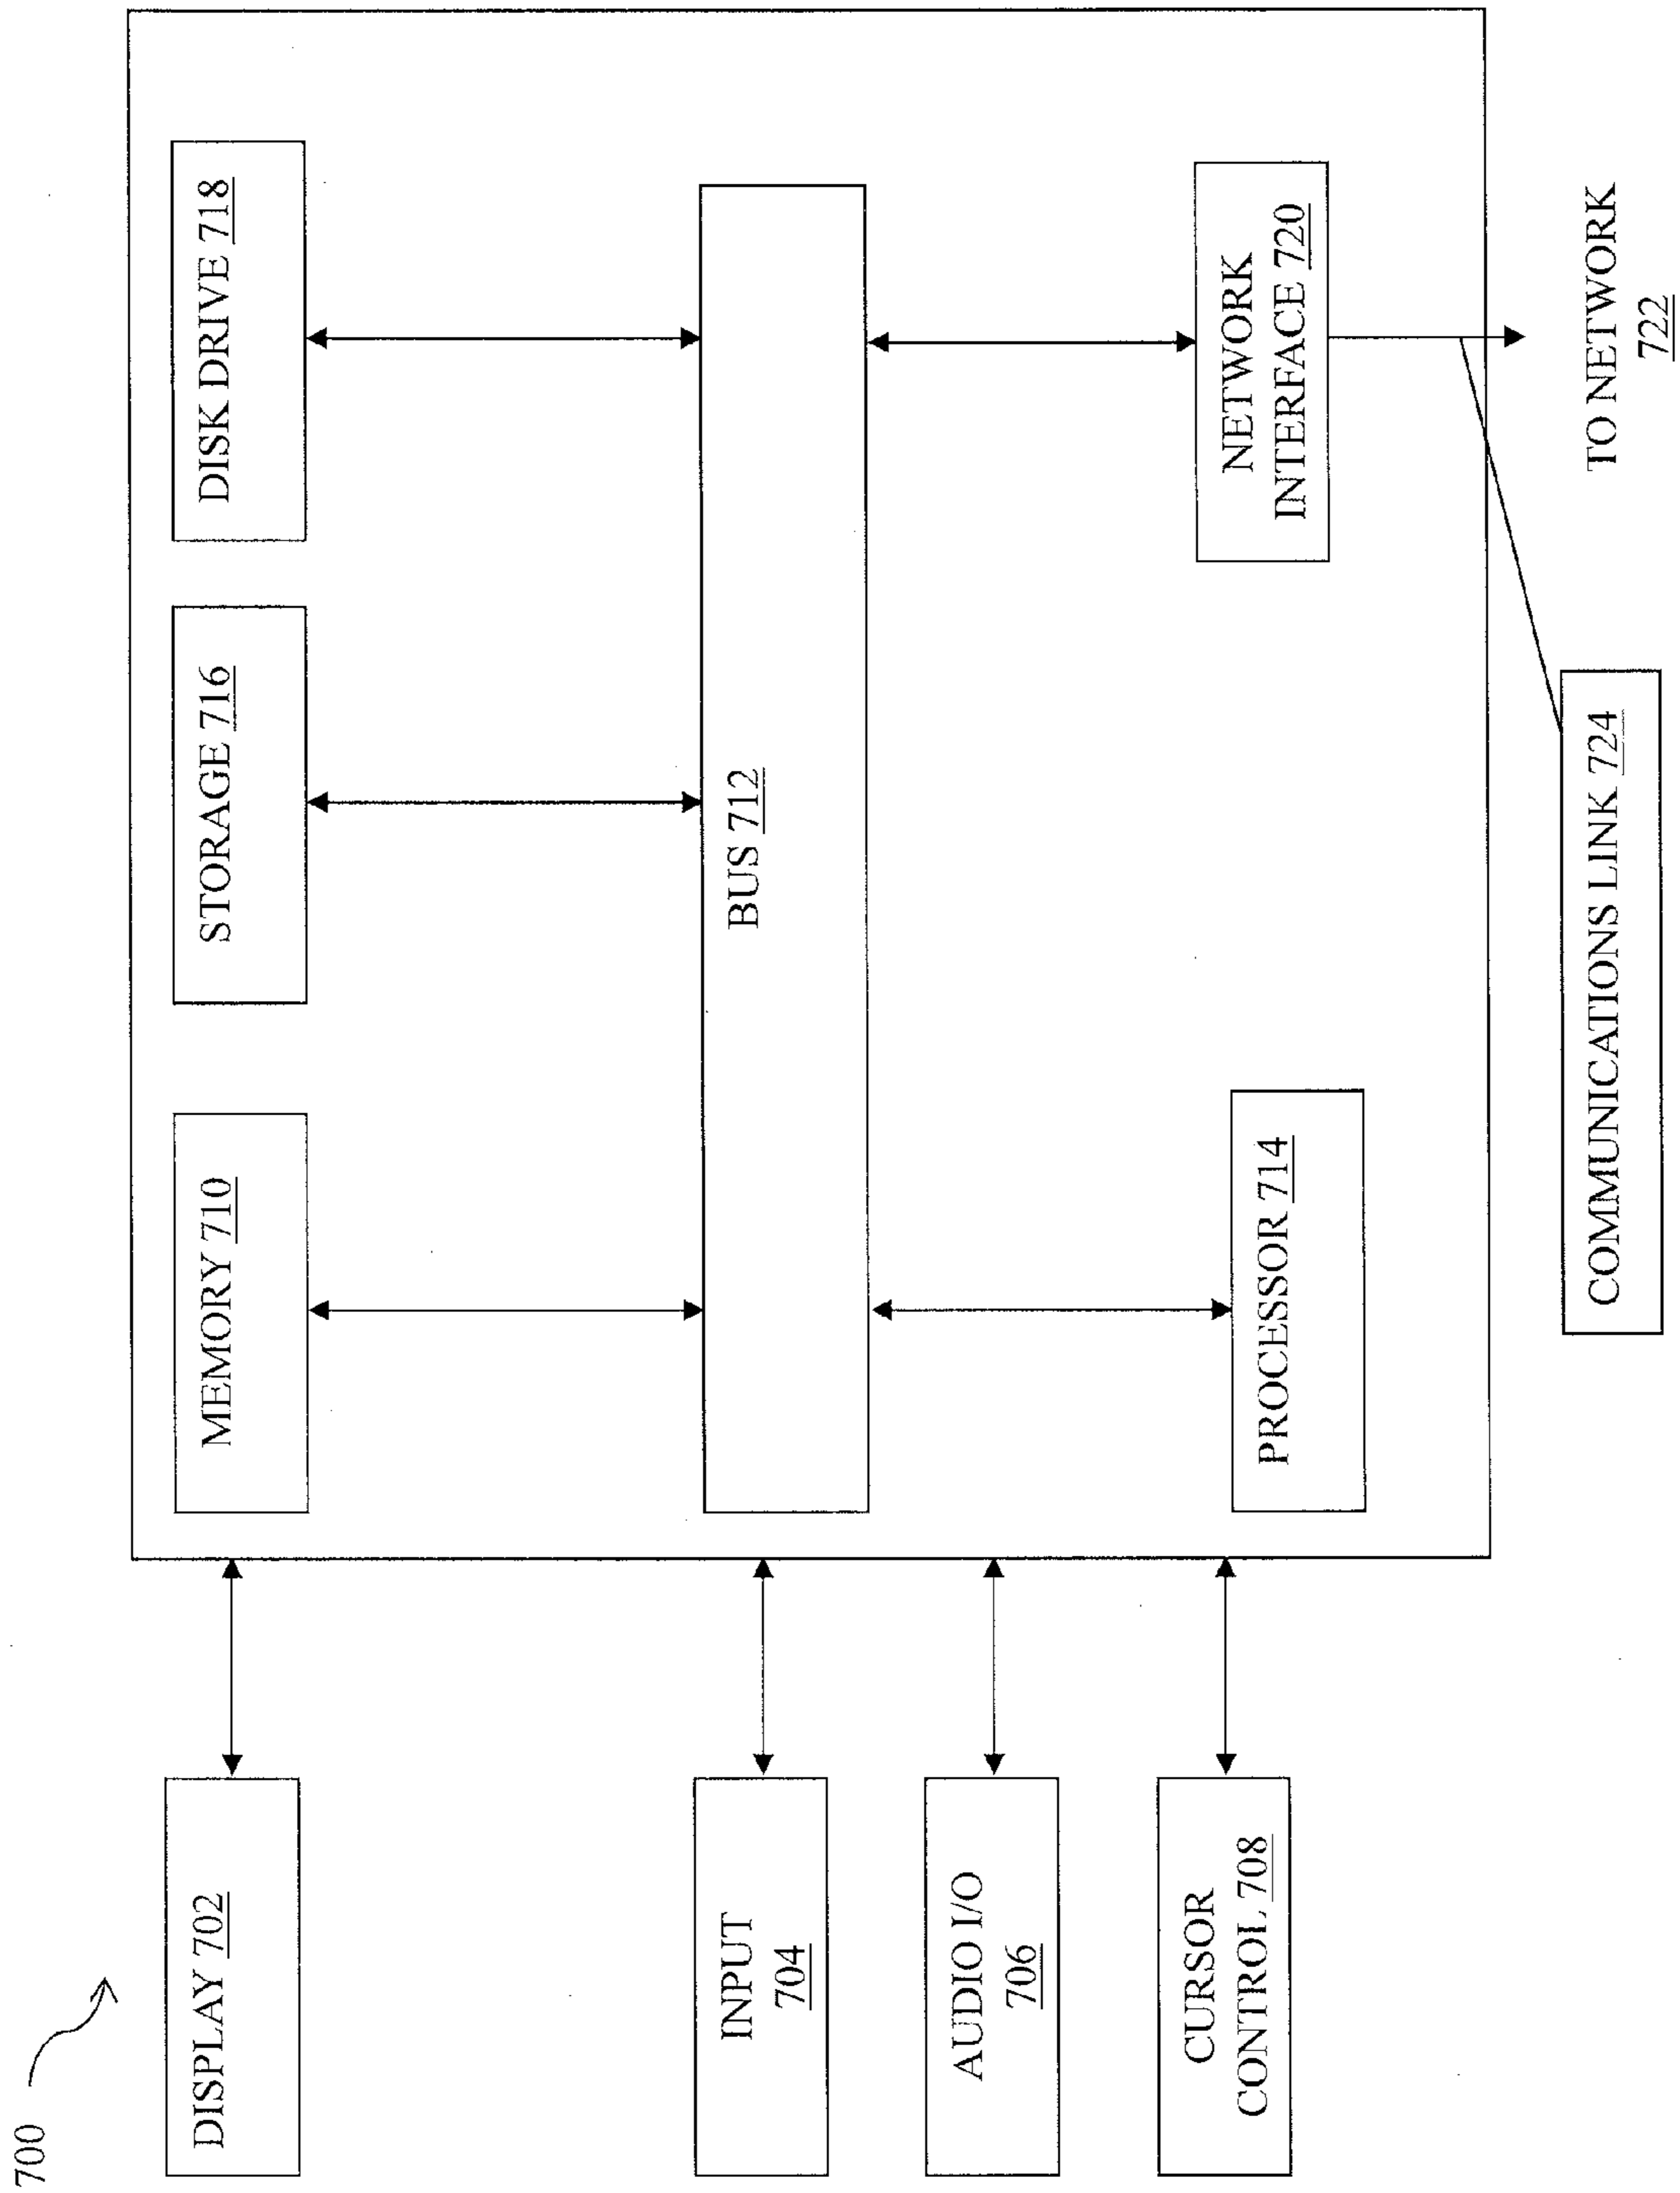 700
DISPLAY 702
INPUT
704
AUDIO I/O
706
CURSOR
CONTROL 708
MEMORY 710
STORAGE 716
DISK DRIVE 718
BUS 712
PROCESSOR 714
NETWORK
INTERFACE 720
COMMUNICATIONS LINK 724
TO NETWORK
722